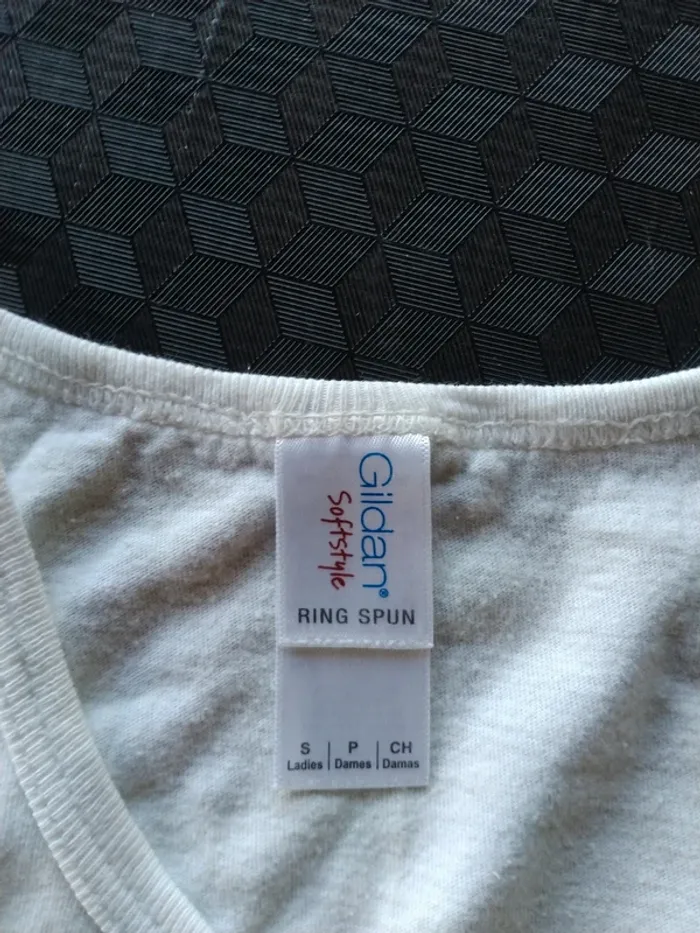 Gildan®
Softstyle
RING SPUN
S | P | CH
Ladies | Dames | Damas